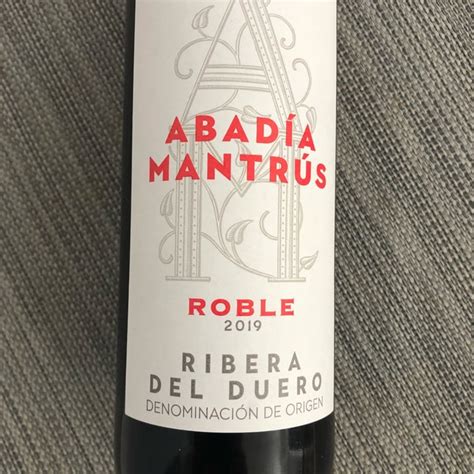 ABADÍA
MANTRÚS
ROBLE
2019
RIBERA
DEL DUERO
DENOMINACIÓN DE ORIGEN